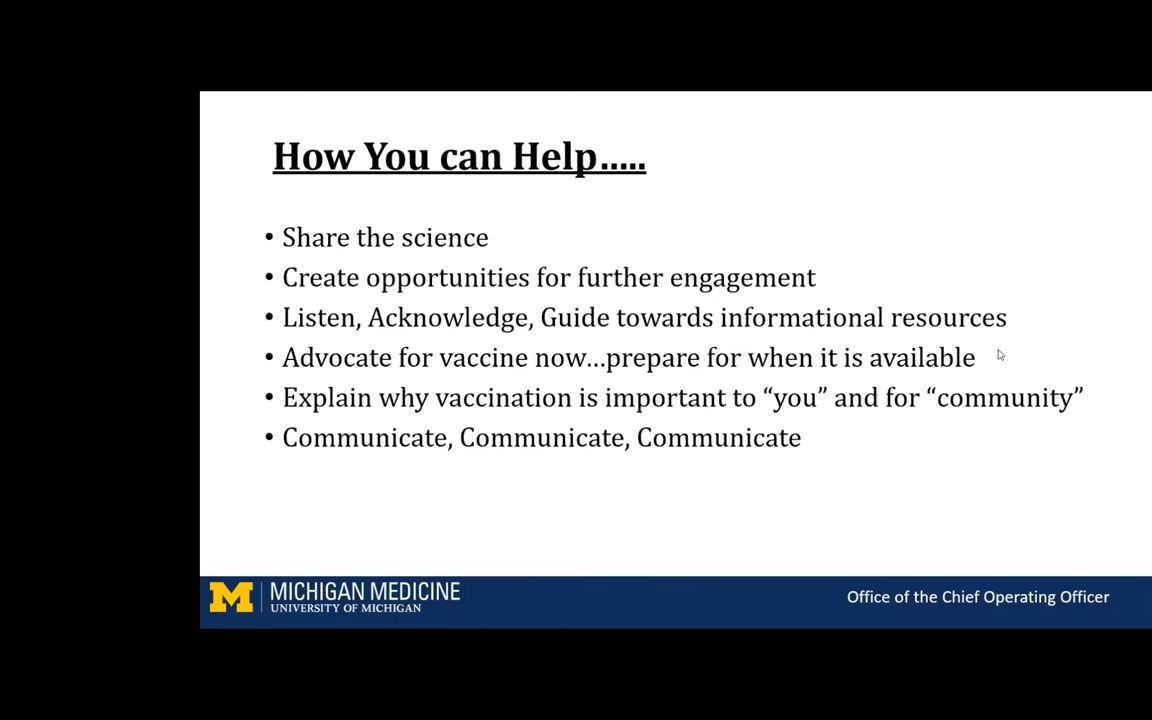 How You can Help.....
• Share the science
• Create opportunities for further engagement
• Listen, Acknowledge, Guide towards informational resources
• Advocate for vaccine now...prepare for when it is available
• Explain why vaccination is important to “you” and for “community”
• Communicate, Communicate, Communicate
M
MICHIGAN MEDICINE
UNIVERSITY OF MICHIGAN
Office of the Chief Operating Officer